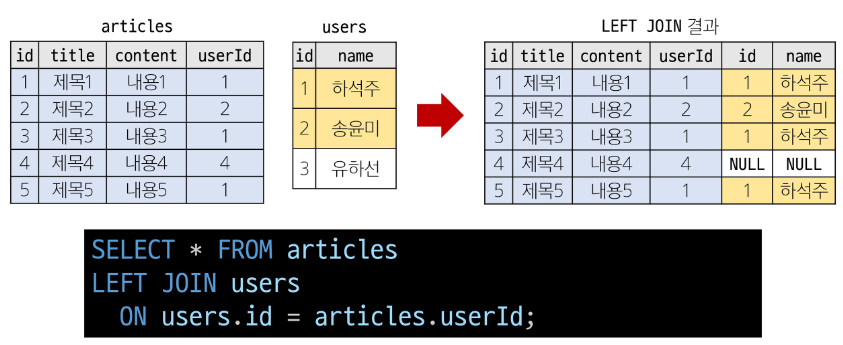 articles
id title content userId
1 제목1 내용1 1
2 제목2 내용2 2
3 제목3 내용3 1
4 제목4 내용4 4
5 제목5 내용5 1
users
id name
1 하석주
2 송윤미
3 유하선
LEFT JOIN 결과
id title content userId id name
1 제목1 내용1 1 1 하석주
2 제목2 내용2 2 2 송윤미
3 제목3 내용3 1 1 하석주
4 제목4 내용4 4 NULL NULL
5 제목5 내용5 1 1 하석주
SELECT * FROM articles
LEFT JOIN users
ON users.id = articles.userId;